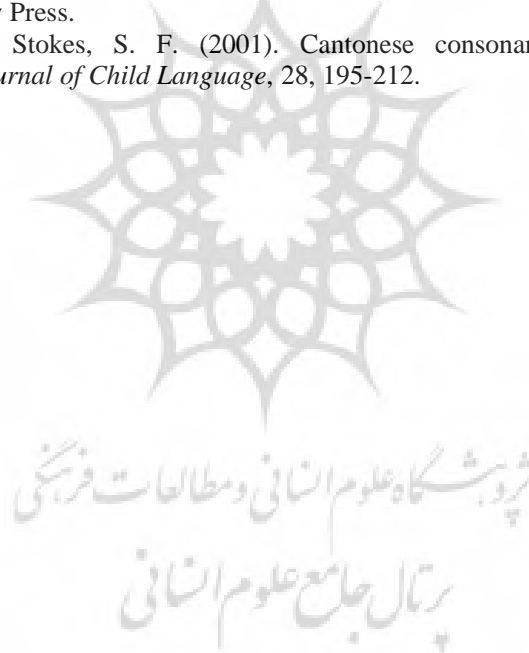 Press.
Stokes, S. F. (2001). Cantonese consonan
urnal of Child Language, 28, 195-212.
پژوهشگاه علوم انسانی و مطالعات فرهنگی
پرتال جامع علوم انسانی